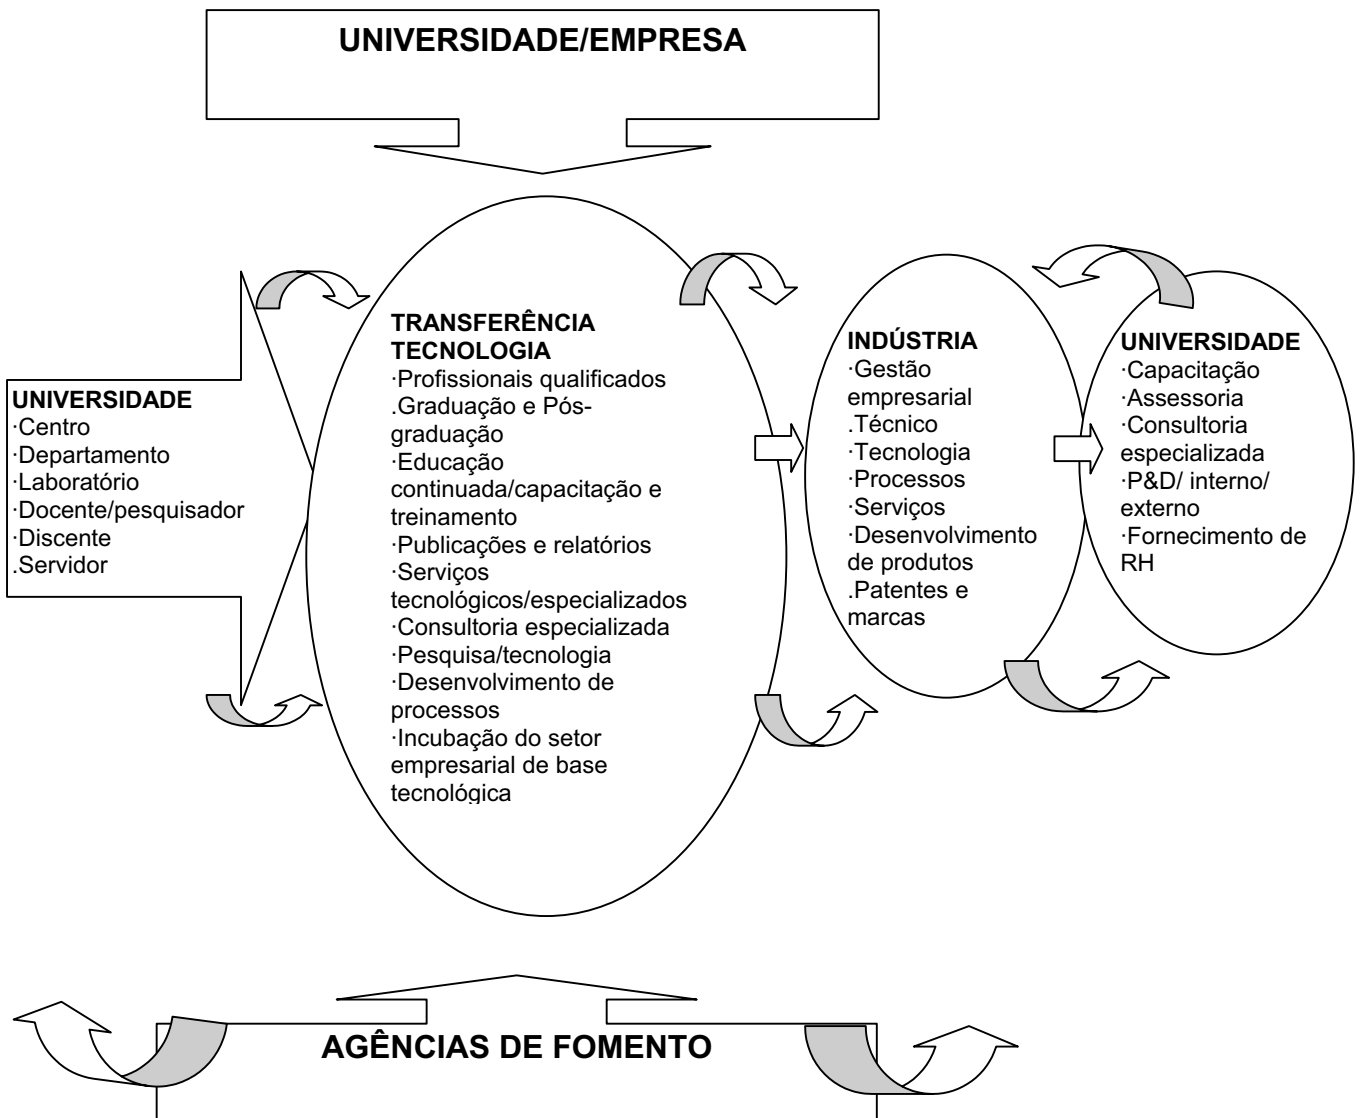 UNIVERSIDADE/EMPRESA
UNIVERSIDADE
·Centro
·Departamento
·Laboratório
·Docente/pesquisador
·Discente
.Servidor
TRANSFERÊNCIA
TECNOLOGIA
·Profissionais qualificados
.Graduação e Pós-
graduação
·Educação
continuada/capacitação e
treinamento
·Publicações e relatórios
·Serviços
tecnológicos/especializados
·Consultoria especializada
·Pesquisa/tecnologia
·Desenvolvimento de
processos
·Incubação do setor
empresarial de base
tecnológica
INDÚSTRIA
·Gestão
empresarial
.Técnico
·Tecnologia
·Processos
·Serviços
·Desenvolvimento
de produtos
.Patentes e
marcas
UNIVERSIDADE
·Capacitação
·Assessoria
·Consultoria
especializada
·P&D/ interno/
externo
·Fornecimento de
RH
AGÊNCIAS DE FOMENTO